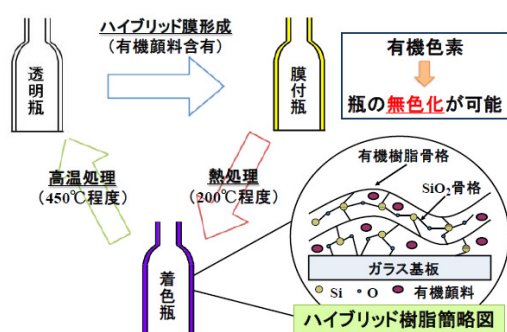 ハイブリッド膜形成
(有機顔料含有)
透明瓶
膜付瓶
有機色素
瓶の無色化が可能
高温処理
(450℃程度)
熱処理
(200℃程度)
着色瓶
有機樹脂骨格
SiO₂骨格
ガラス基板
Si O 有機顔料
ハイブリッド樹脂簡略図